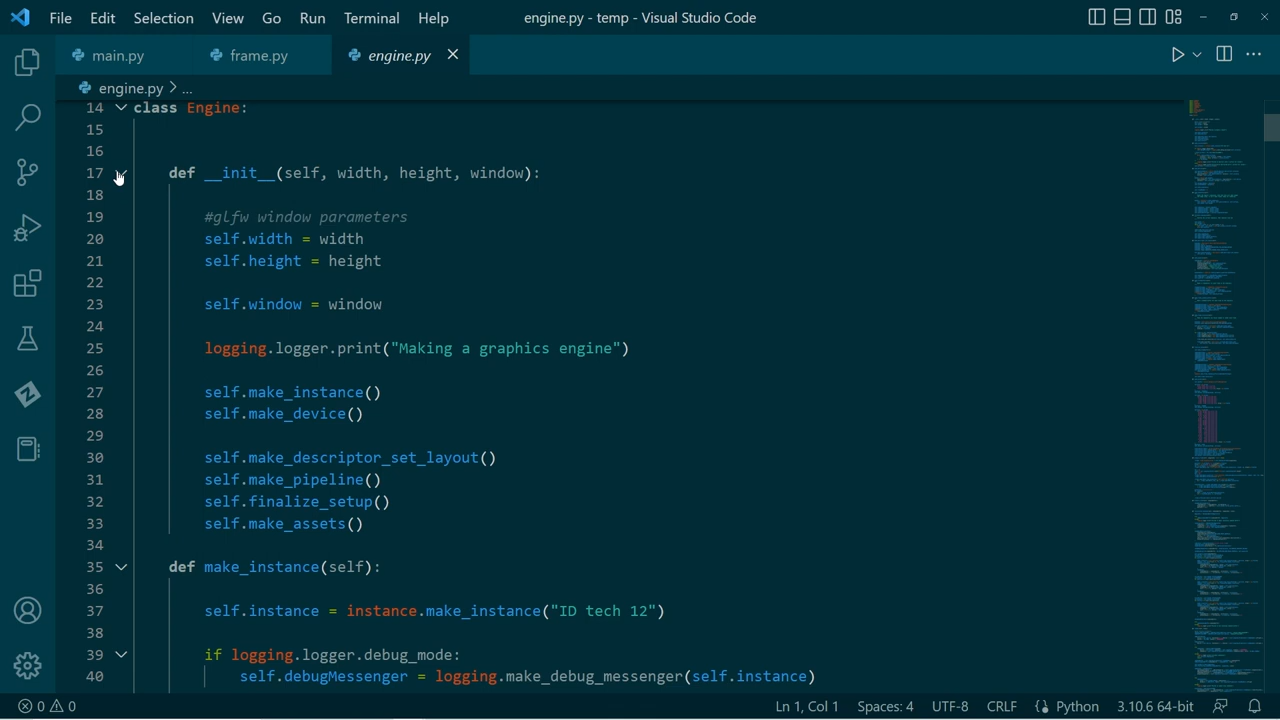 File Edit Selection View Go Run Terminal Help engine.py - temp - Visual Studio Code
main.py frame.py engine.py
engine.py > ...
14 class Engine:
15
16
17 def __init__(self, width, height, window):
18
19 #glfw window parameters
20 self.width = width
21 self.height = height
22
23 self.window = window
24
25 logging.logger.print("Making a graphics engine")
26
27 self.make_instance()
28 self.make_device()
29
30 self.make_descriptor_set_layout()
31 self.make_pipeline()
32 self.finalize_setup()
33 self.make_assets()
34
35 def make_instance(self):
36
37 self.instance = instance.make_instance("ID tech 12")
38
39 if logging.logger.debug_mode:
40 self.debugMessenger = logging.make_debug_messenger(self.instance)
0 0 Ln 1, Col 1 Spaces: 4 UTF-8 CRLF Python 3.10.6 64-bit